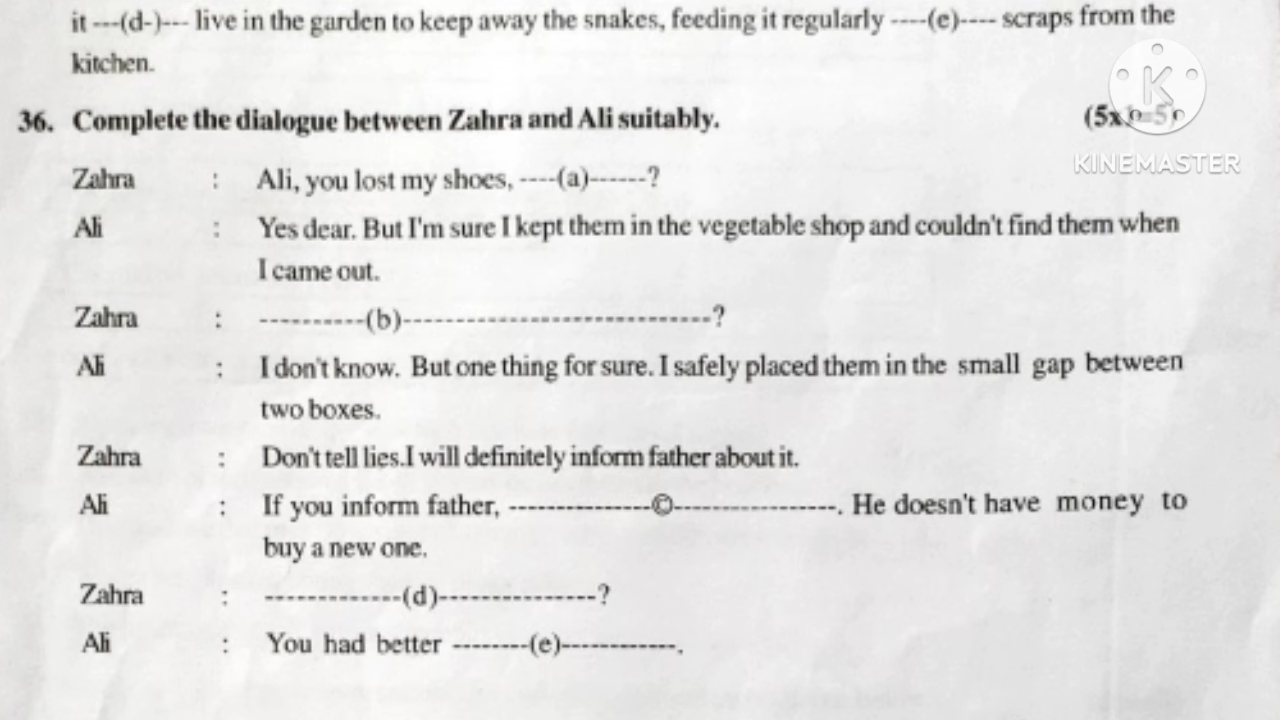 it ---(d-)--- live in the garden to keep away the snakes, feeding it regularly ----(e)---- scraps from the
kitchen.
36. Complete the dialogue between Zahra and Ali suitably. (5x1=5)
KINEMASTER
Zahra : Ali, you lost my shoes, ----(a)------?
Ali : Yes dear. But I'm sure I kept them in the vegetable shop and couldn't find them when
I came out.
Zahra : ----------(b)------------------------------?
Ali : I don't know. But one thing for sure. I safely placed them in the small gap between
two boxes.
Zahra : Don't tell lies.I will definitely inform father about it.
Ali : If you inform father, --------------©----------------. He doesn't have money to
buy a new one.
Zahra : -------------(d)---------------?
Ali : You had better --------(e)-----------.